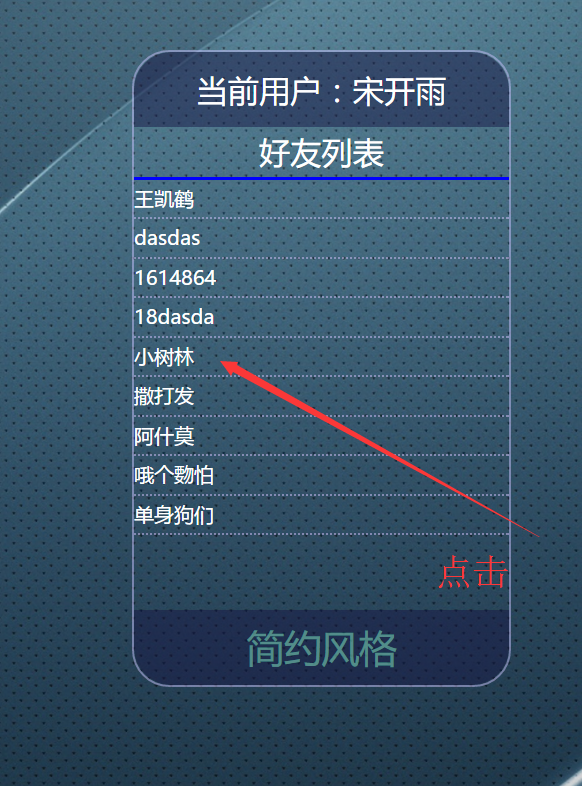 当前用户：宋开雨
好友列表
王凯鹤
dasdas
1614864
18dasda
小树林
撒打发
阿什莫
哦个覅怕
单身狗们
点击
简约风格